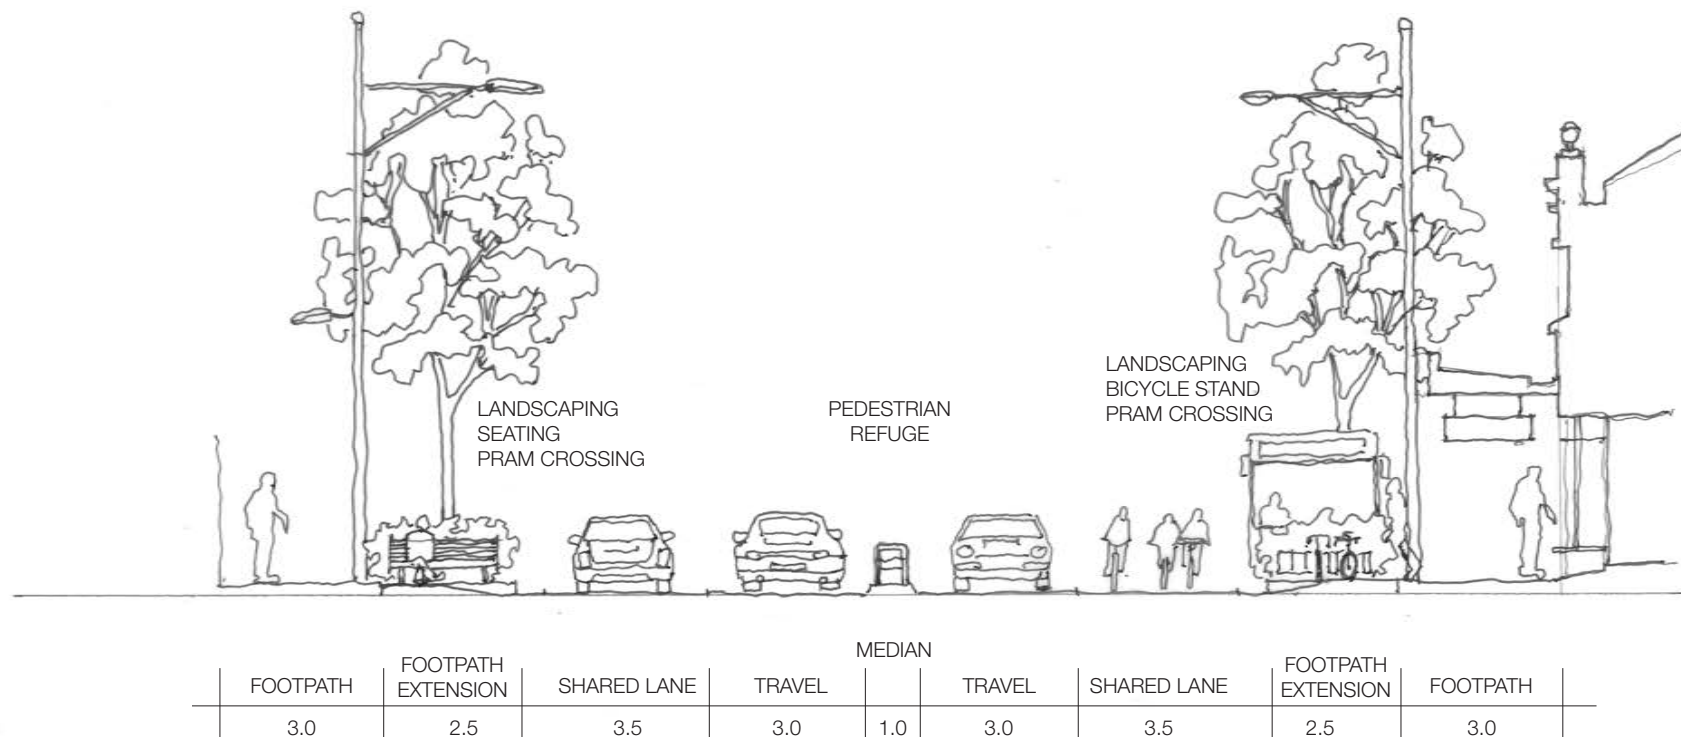 LANDSCAPING
SEATING
PRAM CROSSING
PEDESTRIAN
REFUGE
LANDSCAPING
BICYCLE STAND
PRAM CROSSING
MEDIAN
FOOTPATH
FOOTPATH
EXTENSION
SHARED LANE
TRAVEL
TRAVEL
SHARED LANE
FOOTPATH
EXTENSION
FOOTPATH
3.0 2.5 3.5 3.0 1.0 3.0 3.5 2.5 3.0